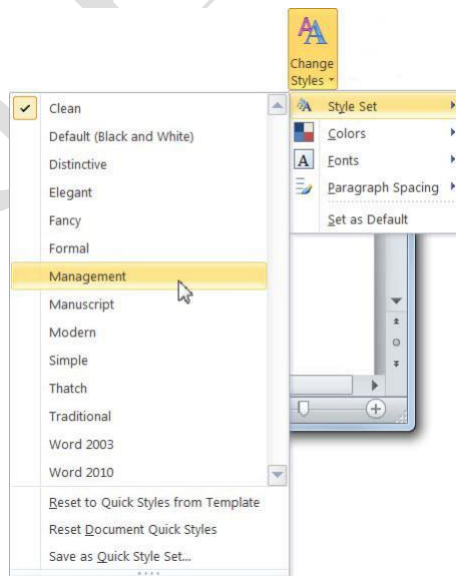 Change
Styles
Style Set
Colors
Fonts
Paragraph Spacing
Set as Default
Clean
Default (Black and White)
Distinctive
Elegant
Fancy
Formal
Management
Manuscript
Modern
Simple
Thatch
Traditional
Word 2003
Word 2010
Reset to Quick Styles from Template
Reset Document Quick Styles
Save as Quick Style Set...